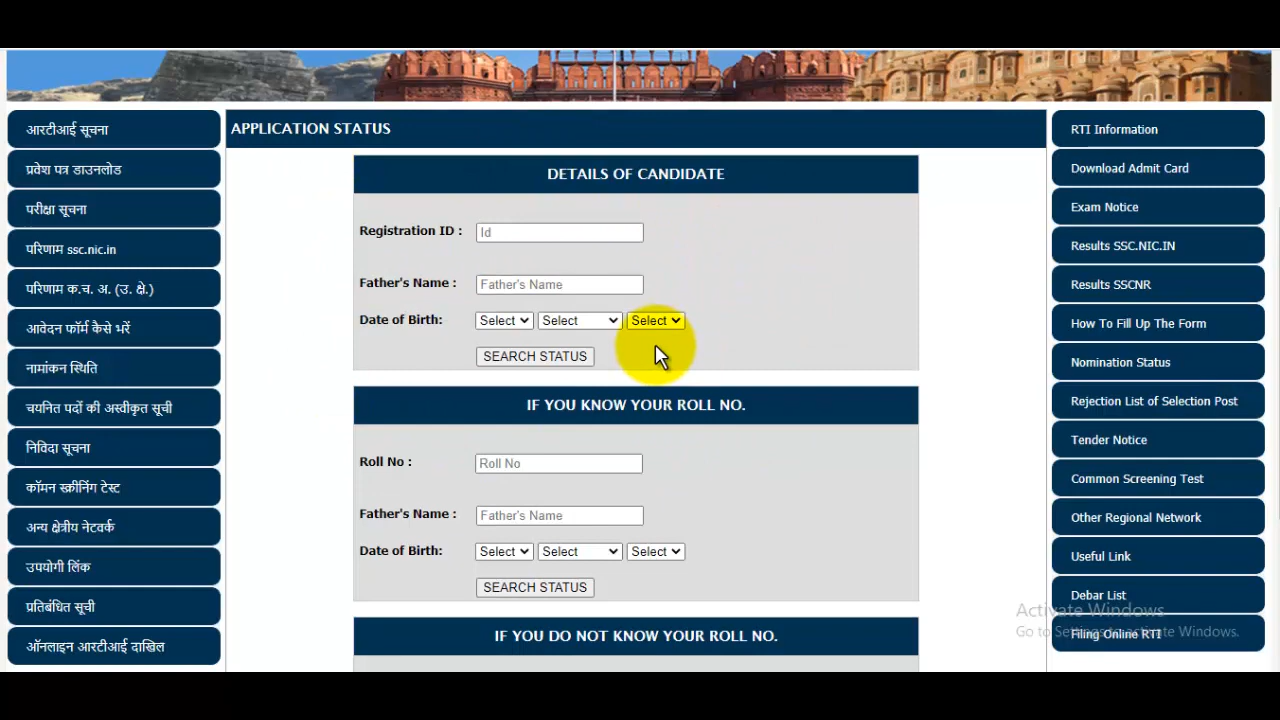 आरटीआई सूचना
प्रवेश पत्र डाउनलोड
परीक्षा सूचना
परिणाम ssc.nic.in
परिणाम क.च. अ. (उ. क्षे.)
आवेदन फॉर्म कैसे भरें
नामांकन स्थिति
चयनित पदों की अस्वीकृत सूची
निविदा सूचना
कॉमन स्क्रीनिंग टेस्ट
अन्य क्षेत्रीय नेटवर्क
उपयोगी लिंक
प्रतिबंधित सूची
ऑनलाइन आरटीआई दाखिल
APPLICATION STATUS
DETAILS OF CANDIDATE
Registration ID : Id
Father's Name : Father's Name
Date of Birth: Select Select Select
SEARCH STATUS
IF YOU KNOW YOUR ROLL NO.
Roll No : Roll No
Father's Name : Father's Name
Date of Birth: Select Select Select
SEARCH STATUS
IF YOU DO NOT KNOW YOUR ROLL NO.
RTI Information
Download Admit Card
Exam Notice
Results SSC.NIC.IN
Results SSCNR
How To Fill Up The Form
Nomination Status
Rejection List of Selection Post
Tender Notice
Common Screening Test
Other Regional Network
Useful Link
Debar List
Filing Online RTI
Activate Windows
Go to Settings to activate Windows.